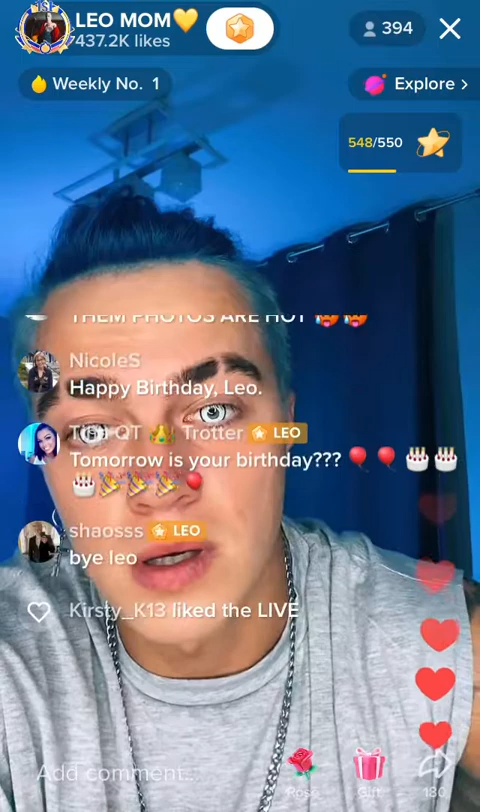 LEO MOM💛
437.2K likes
394
Weekly No. 1
Explore >
548/550
THEM PHOTOS ARE HOT 🥵🥵
NicoleS
Happy Birthday, Leo.
QT 👑 Trotter LEO
Tomorrow is your birthday??? 🎈🎈🎂🎂
🎂🎉🎉🎉🎈
shaosss LEO
bye leo
Kirsty_K13 liked the LIVE
Add comment...
Rose
Gift
180